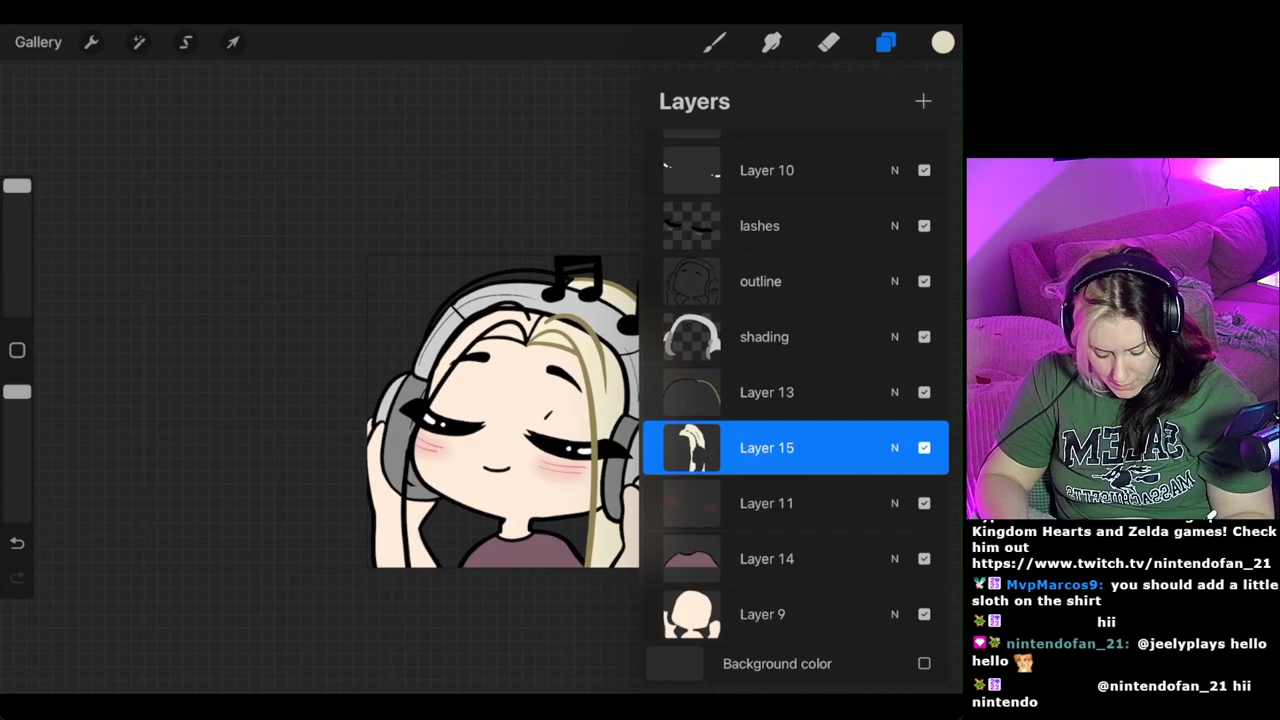 Gallery
Layers
Layer 10 N
lashes N
outline N
shading N
Layer 13 N
Layer 15 N
Layer 11 N
Layer 14 N
Layer 9 N
Background color
SALEM
MASSACHUSETTS
Kingdom Hearts and Zelda games! Check
him out
https://www.twitch.tv/nintendofan_21
MvpMarcos9: you should add a little
sloth on the shirt
hii
nintendofan_21: @jeelyplays hello
hello
@nintendofan_21 hii
nintendo